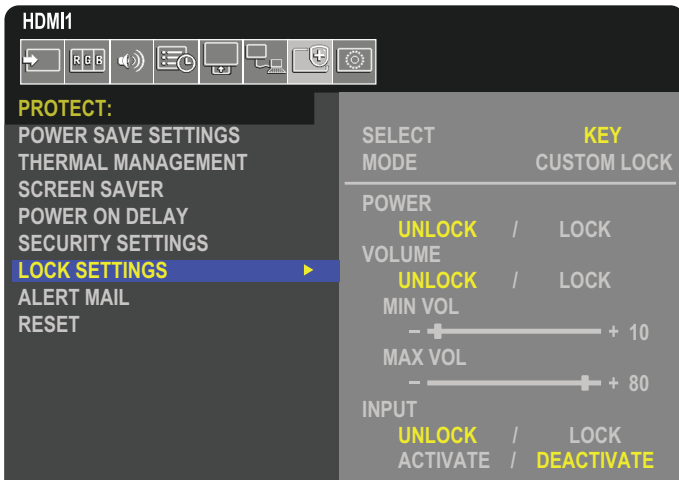 HDMI1
RGB
PROTECT:
POWER SAVE SETTINGS
THERMAL MANAGEMENT
SCREEN SAVER
POWER ON DELAY
SECURITY SETTINGS
LOCK SETTINGS
ALERT MAIL
RESET
SELECT KEY
MODE CUSTOM LOCK
POWER
UNLOCK / LOCK
VOLUME
UNLOCK / LOCK
MIN VOL
– + 10
MAX VOL
– + 80
INPUT
UNLOCK / LOCK
ACTIVATE / DEACTIVATE